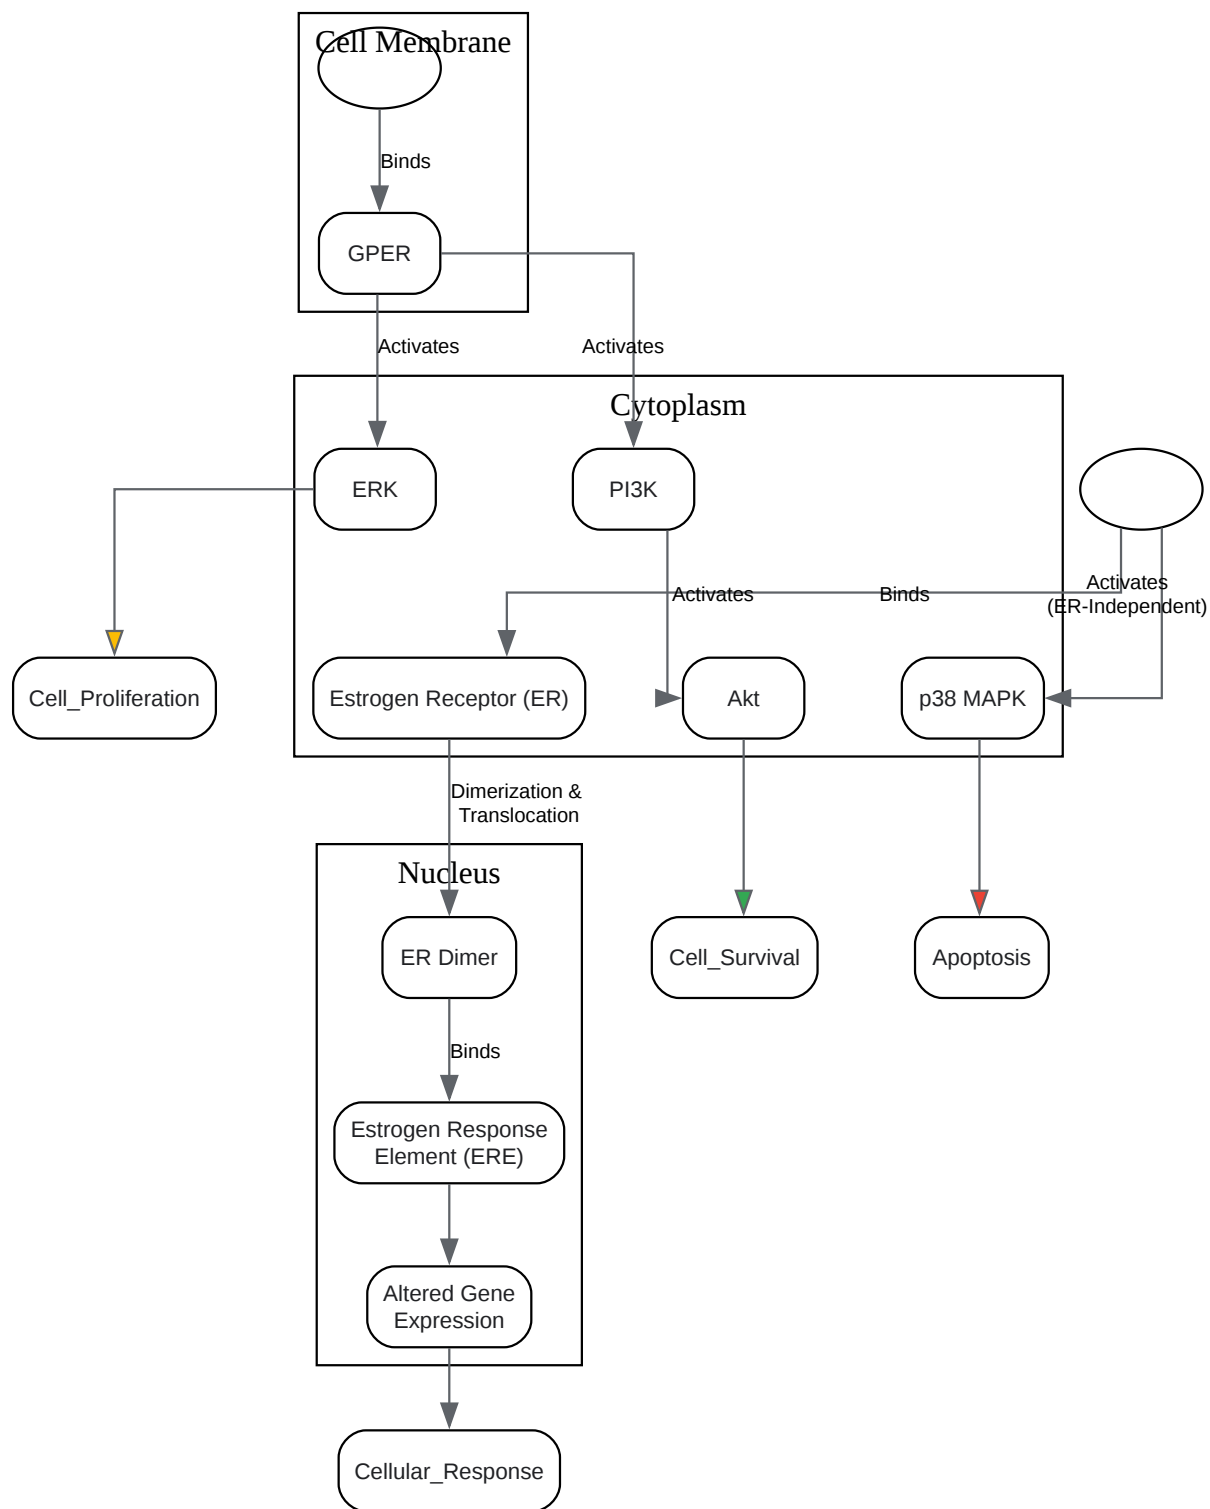 Cell Membrane
Binds
GPER
Activates
Activates
Cytoplasm
ERK
PI3K
Activates
Binds
Activates
(ER-Independent)
Cell_Proliferation
Estrogen Receptor (ER)
Akt
p38 MAPK
Dimerization &
Translocation
Nucleus
ER Dimer
Cell_Survival
Apoptosis
Binds
Estrogen Response
Element (ERE)
Altered Gene
Expression
Cellular_Response